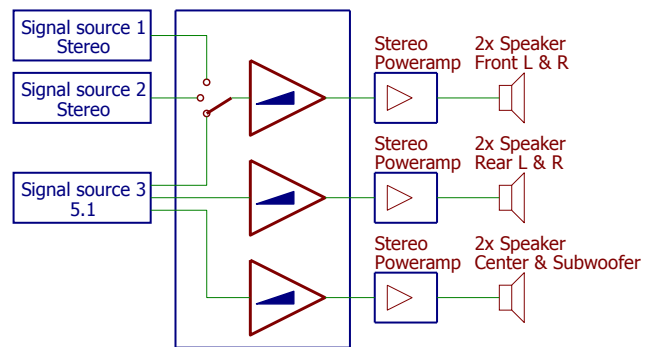 Signal source 1
Stereo
Signal source 2
Stereo
Signal source 3
5.1
Stereo
Poweramp
2x Speaker
Front L & R
Stereo
Poweramp
2x Speaker
Rear L & R
Stereo
Poweramp
2x Speaker
Center & Subwoofer